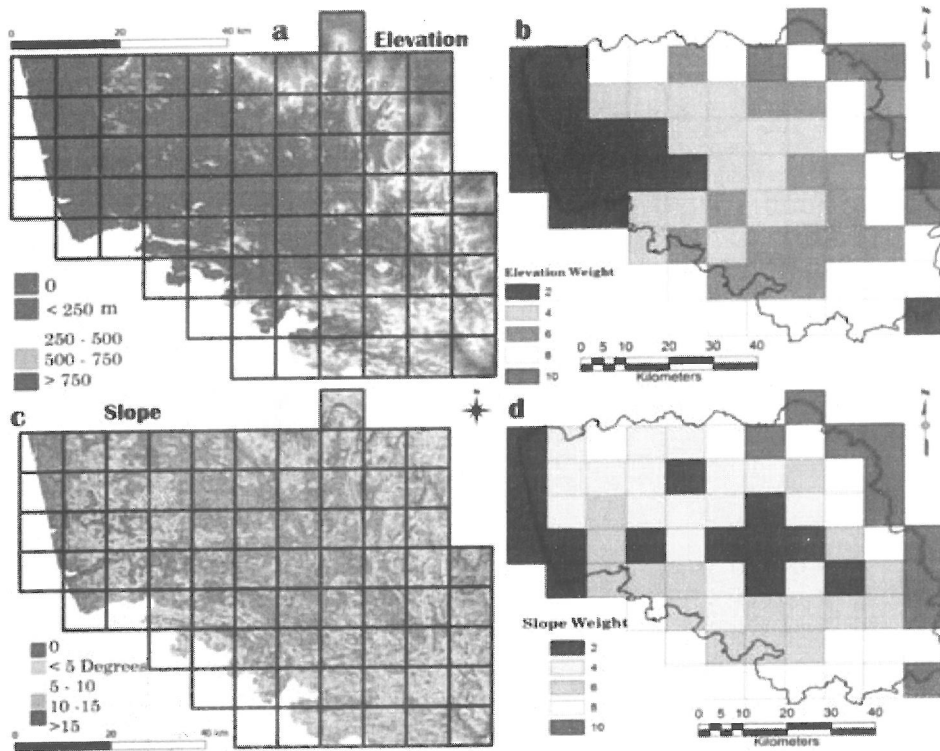 0 20 40 km
a
Elevation
0
< 250 m
250 - 500
500 - 750
> 750
b
N
Elevation Weight
2
4
6
8
10
0 5 10 20 30 40
Kilometers
c
Slope
0
< 5 Degrees
5 - 10
10 - 15
>15
0 20 40 km
d
Slope Weight
2
4
6
8
10
0 5 10 20 30 40
Kilometers